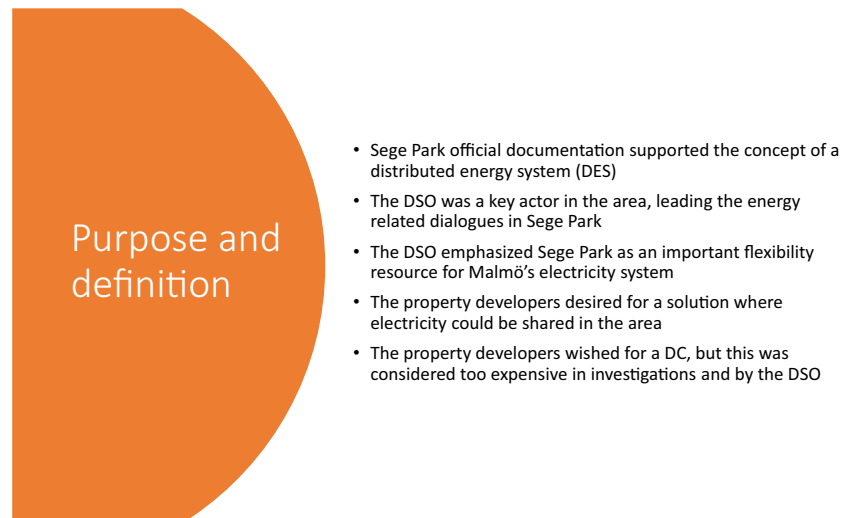 Purpose and
definition
• Sege Park official documentation supported the concept of a
distributed energy system (DES)
• The DSO was a key actor in the area, leading the energy
related dialogues in Sege Park
• The DSO emphasized Sege Park as an important flexibility
resource for Malmö's electricity system
• The property developers desired for a solution where
electricity could be shared in the area
• The property developers wished for a DC, but this was
considered too expensive in investigations and by the DSO